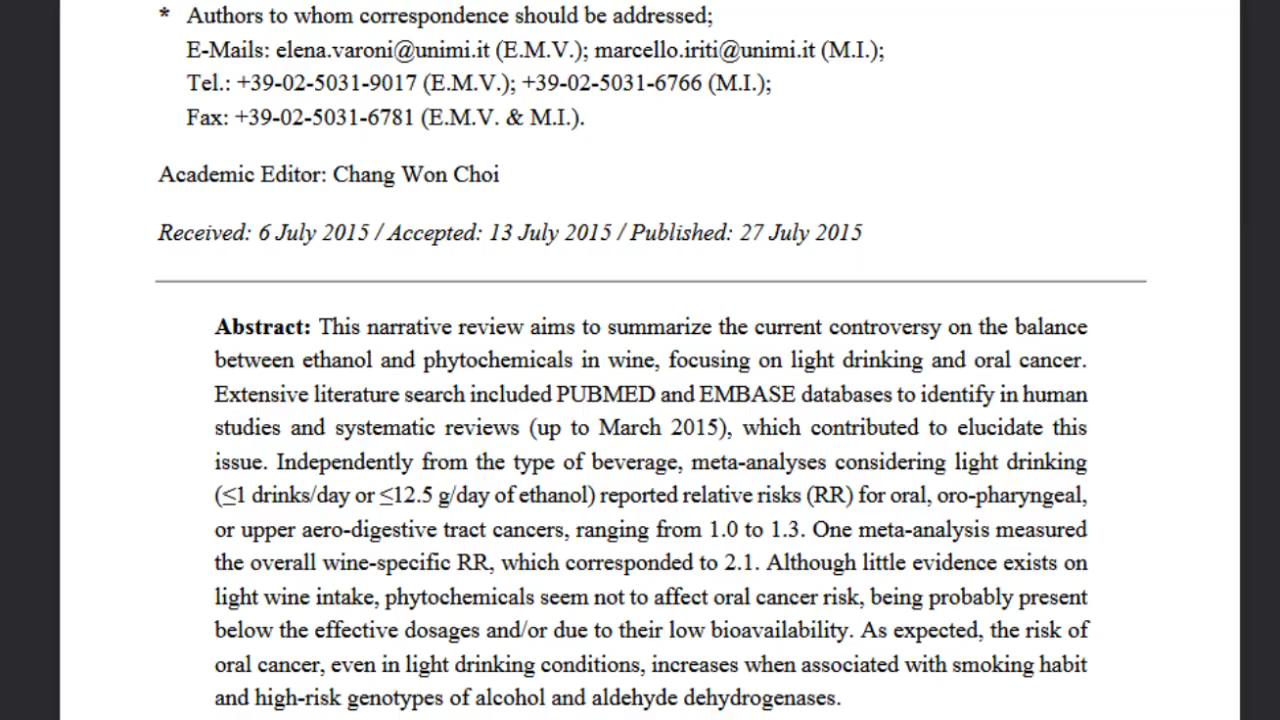 * Authors to whom correspondence should be addressed;
E-Mails: elena.varoni@unimi.it (E.M.V.); marcello.iriti@unimi.it (M.I.);
Tel.: +39-02-5031-9017 (E.M.V.); +39-02-5031-6766 (M.I.);
Fax: +39-02-5031-6781 (E.M.V. & M.I.).
Academic Editor: Chang Won Choi
Received: 6 July 2015 / Accepted: 13 July 2015 / Published: 27 July 2015
Abstract: This narrative review aims to summarize the current controversy on the balance
between ethanol and phytochemicals in wine, focusing on light drinking and oral cancer.
Extensive literature search included PUBMED and EMBASE databases to identify in human
studies and systematic reviews (up to March 2015), which contributed to elucidate this
issue. Independently from the type of beverage, meta-analyses considering light drinking
(≤1 drinks/day or ≤12.5 g/day of ethanol) reported relative risks (RR) for oral, oro-pharyngeal,
or upper aero-digestive tract cancers, ranging from 1.0 to 1.3. One meta-analysis measured
the overall wine-specific RR, which corresponded to 2.1. Although little evidence exists on
light wine intake, phytochemicals seem not to affect oral cancer risk, being probably present
below the effective dosages and/or due to their low bioavailability. As expected, the risk of
oral cancer, even in light drinking conditions, increases when associated with smoking habit
and high-risk genotypes of alcohol and aldehyde dehydrogenases.